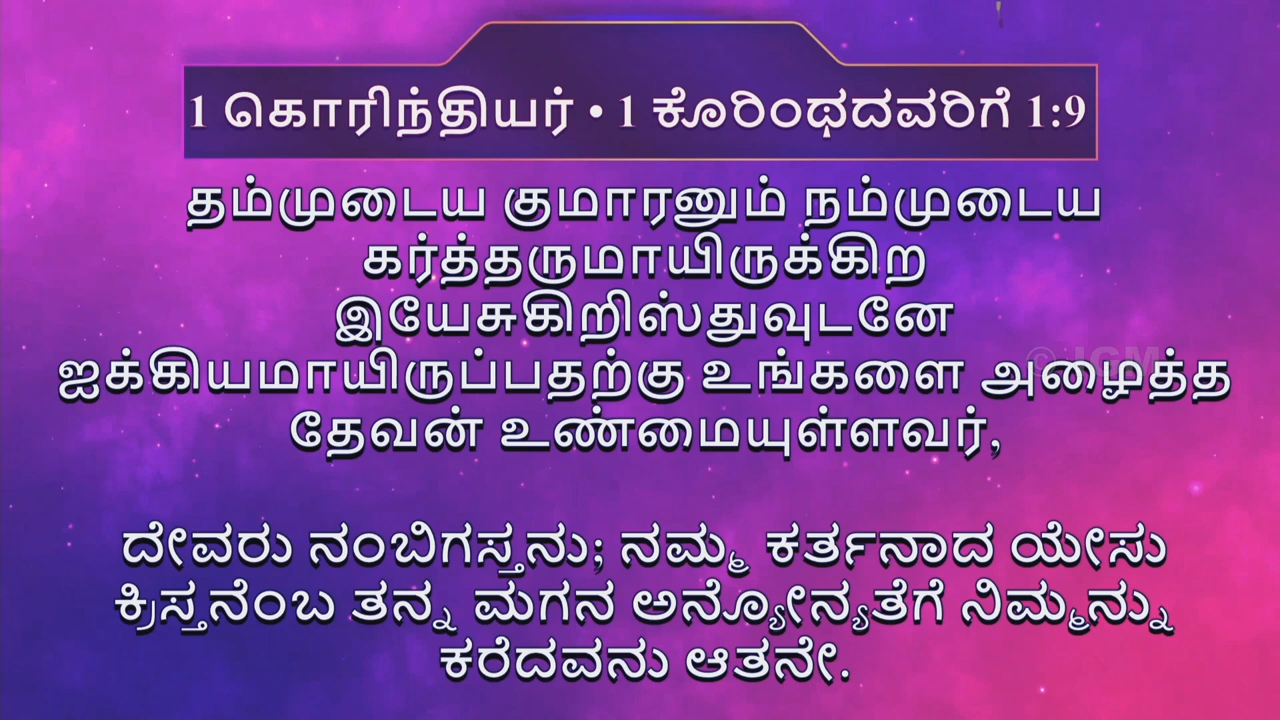 1 கொரிந்தியர் • 1 ಕೊರಿಂಥದವರಿಗೆ 1:9
தம்முடைய குமாரனும் நம்முடைய
கர்த்தருமாயிருக்கிற
இயேசுகிறிஸ்துவுடனே
ஐக்கியமாயிருப்பதற்கு உங்களை அழைத்த
தேவன் உண்மையுள்ளவர்,
© JCM
ದೇವರು ನಂಬಿಗಸ್ತನು; ನಮ್ಮ ಕರ್ತನಾದ ಯೇಸು
ಕ್ರಿಸ್ತನೆಂಬ ತನ್ನ ಮಗನ ಅನ್ಯೋನ್ಯತೆಗೆ ನಿಮ್ಮನ್ನು
ಕರೆದವನು ಆತನೇ.